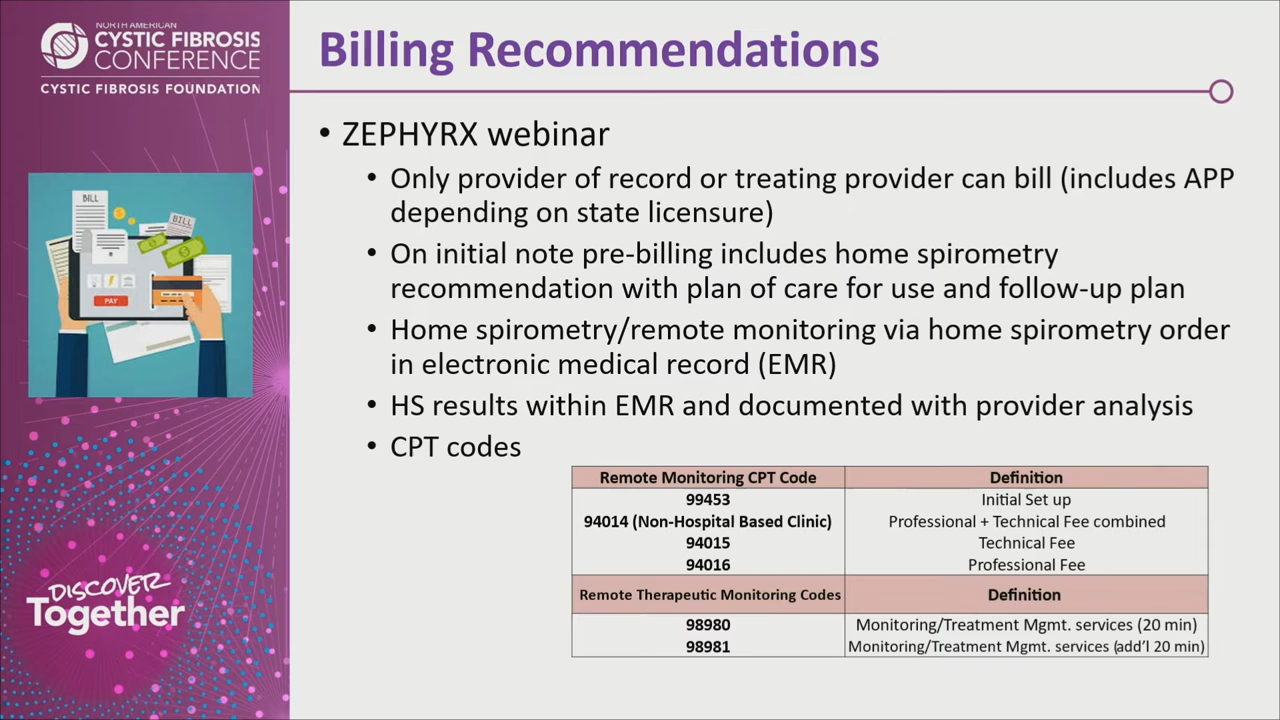 NORTH AMERICAN
CYSTIC FIBROSIS
CONFERENCE
CYSTIC FIBROSIS FOUNDATION
BILL
BILL
PAY
DISCOVER
Together
Billing Recommendations
• ZEPHYRX webinar
• Only provider of record or treating provider can bill (includes APP
depending on state licensure)
• On initial note pre-billing includes home spirometry
recommendation with plan of care for use and follow-up plan
• Home spirometry/remote monitoring via home spirometry order
in electronic medical record (EMR)
• HS results within EMR and documented with provider analysis
• CPT codes
Remote Monitoring CPT Code Definition
99453 Initial Set up
94014 (Non-Hospital Based Clinic) Professional + Technical Fee combined
94015 Technical Fee
94016 Professional Fee
Remote Therapeutic Monitoring Codes Definition
98980 Monitoring/Treatment Mgmt. services (20 min)
98981 Monitoring/Treatment Mgmt. services (add'l 20 min)